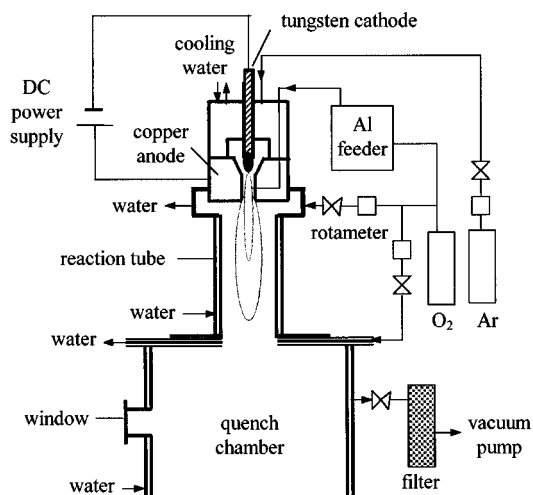 tungsten cathode
cooling
water
DC
power
supply
copper
anode
Al
feeder
water
rotameter
reaction tube
water
O₂
Ar
water
window
quench
chamber
vacuum
pump
water
filter